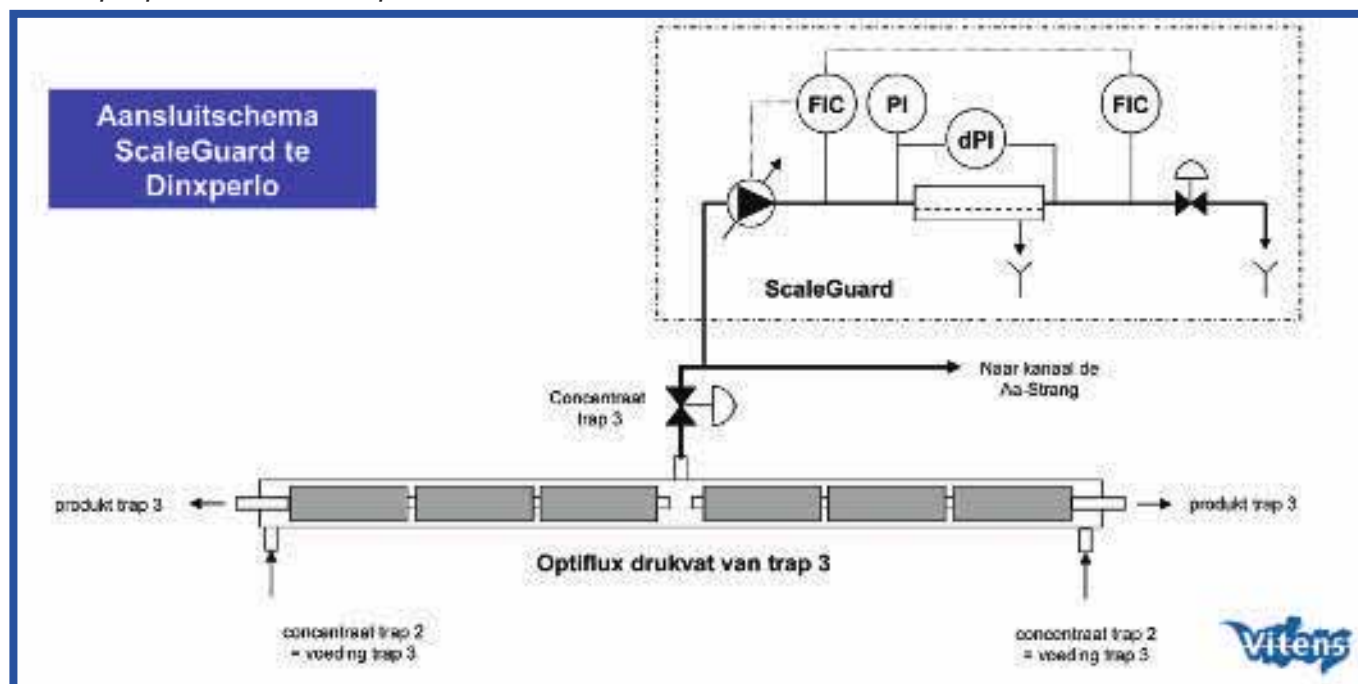 Aansluitschema
ScaleGuard te
Dinxperlo
FIC
PI
FIC
dPI
ScaleGuard
Naar kanaal de
Aa-Strang
Concentraat
trap 3
produkt trap 3
produkt trap 3
Optiflux drukvat van trap 3
concentraat trap 2
= voeding trap 3
concentraat trap 2
= voeding trap 3
Vitens